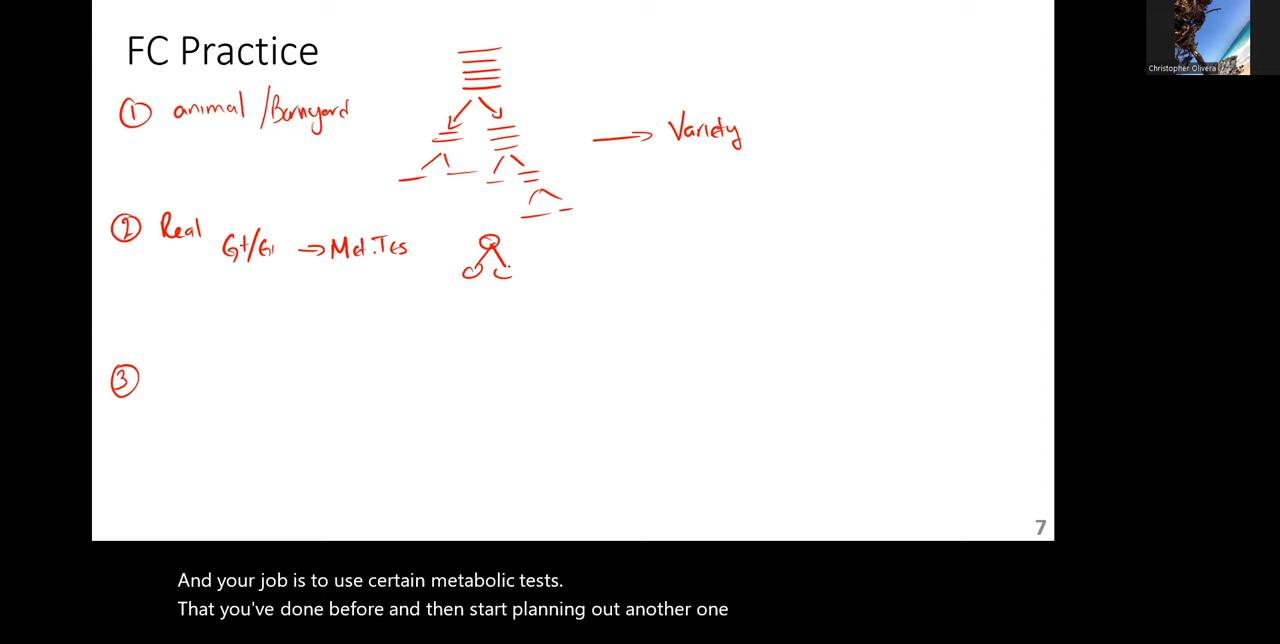 FC Practice
① animal / Barnyard
→ Variety
② Real
G+/G → Met. Tes
③
7
Christopher Olivera
And your job is to use certain metabolic tests.
That you've done before and then start planning out another one